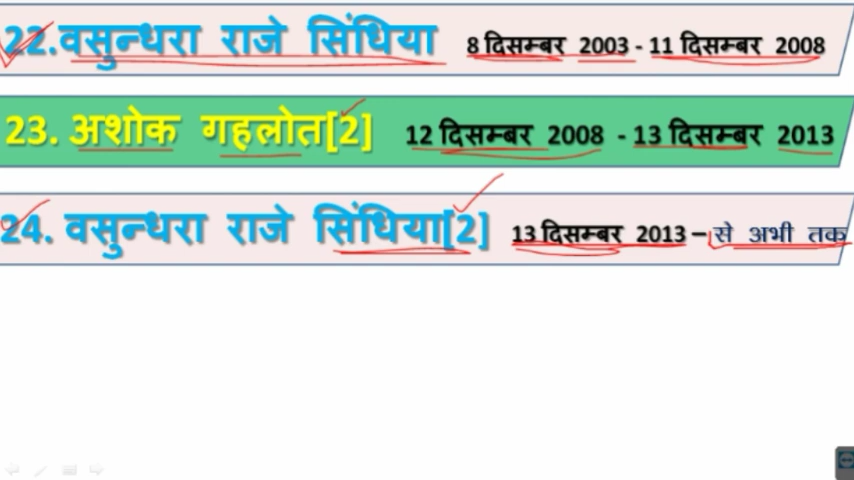 22.वसुन्धरा राजे सिंधिया 8 दिसम्बर 2003 - 11 दिसम्बर 2008
23. अशोक गहलोत[2] 12 दिसम्बर 2008 - 13 दिसम्बर 2013
24. वसुन्धरा राजे सिंधिया[2] 13 दिसम्बर 2013 – से अभी तक